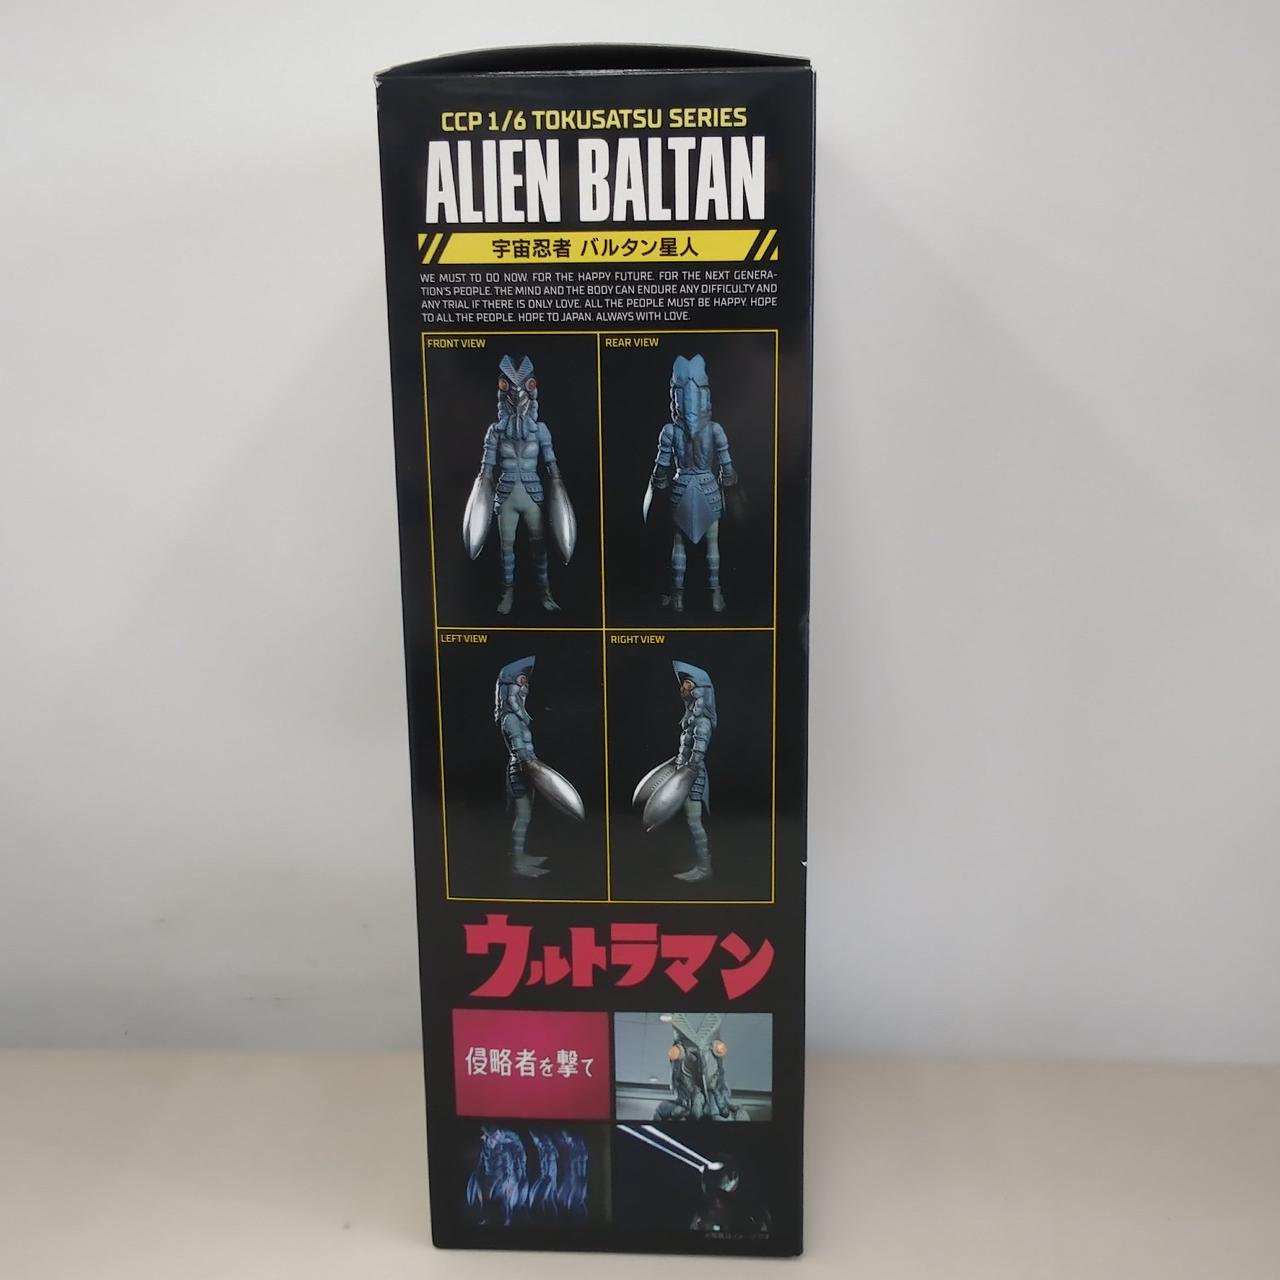 CCP 1/6 TOKUSATSU SERIES
ALIEN BALTAN
宇宙忍者 バルタン星人
WE MUST TO DO NOW. FOR THE HAPPY FUTURE. FOR THE NEXT GENERA-
TION'S PEOPLE. THE MIND AND THE BODY CAN ENDURE ANY DIFFICULTY AND
ANY TRIAL IF THERE IS ONLY LOVE. ALL THE PEOPLE MUST BE HAPPY. HOPE
TO ALL THE PEOPLE. HOPE TO JAPAN. ALWAYS WITH LOVE.
FRONT VIEW
REAR VIEW
LEFT VIEW
RIGHT VIEW
ウルトラマン
侵略者を撃て